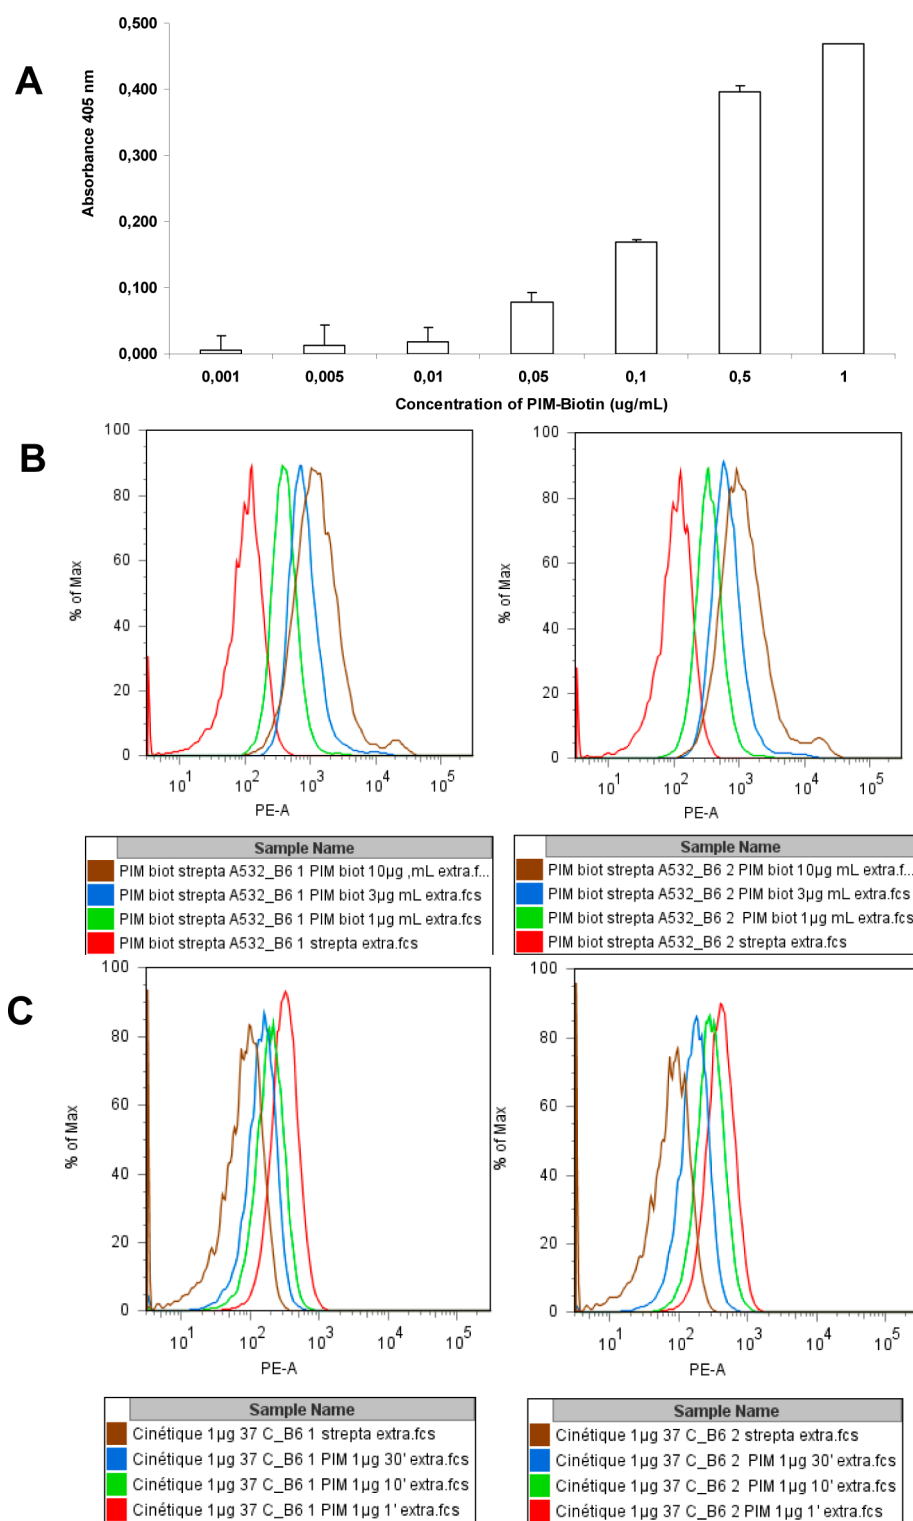 A
Absorbance 405 nm
0,500
0,400
0,300
0,200
0,100
0,000
0,001 0,005 0,01 0,05 0,1 0,5 1
Concentration of PIM-Biotin (ug/mL)
B
% of Max
100
80
60
40
20
0
10^1 10^2 10^3 10^4 10^5
PE-A
Sample Name
PIM biot strepta A532_B6 1 PIM biot 10µg ,mL extra.f...
PIM biot strepta A532_B6 1 PIM biot 3µg mL extra.fcs
PIM biot strepta A532_B6 1 PIM biot 1µg mL extra.fcs
PIM biot strepta A532_B6 1 strepta extra.fcs
% of Max
100
80
60
40
20
0
10^1 10^2 10^3 10^4 10^5
PE-A
Sample Name
PIM biot strepta A532_B6 2 PIM biot 10µg mL extra.f...
PIM biot strepta A532_B6 2 PIM biot 3µg mL extra.fcs
PIM biot strepta A532_B6 2 PIM biot 1µg mL extra.fcs
PIM biot strepta A532_B6 2 strepta extra.fcs
C
% of Max
100
80
60
40
20
0
10^1 10^2 10^3 10^4 10^5
PE-A
Sample Name
Cinétique 1µg 37 C_B6 1 strepta extra.fcs
Cinétique 1µg 37 C_B6 1 PIM 1µg 30' extra.fcs
Cinétique 1µg 37 C_B6 1 PIM 1µg 10' extra.fcs
Cinétique 1µg 37 C_B6 1 PIM 1µg 1' extra.fcs
% of Max
100
80
60
40
20
0
10^1 10^2 10^3 10^4 10^5
PE-A
Sample Name
Cinétique 1µg 37 C_B6 2 strepta extra.fcs
Cinétique 1µg 37 C_B6 2 PIM 1µg 30' extra.fcs
Cinétique 1µg 37 C_B6 2 PIM 1µg 10' extra.fcs
Cinétique 1µg 37 C_B6 2 PIM 1µg 1' extra.fcs